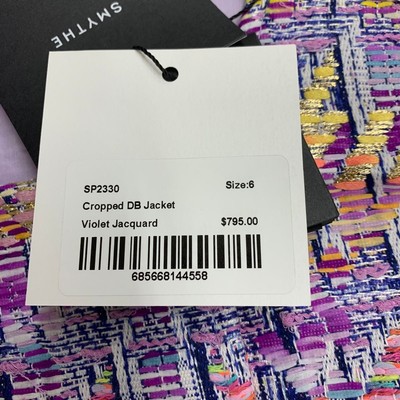 SMYTHE
SP2330 Size:6
Cropped DB Jacket
Violet Jacquard $795.00
685668144558